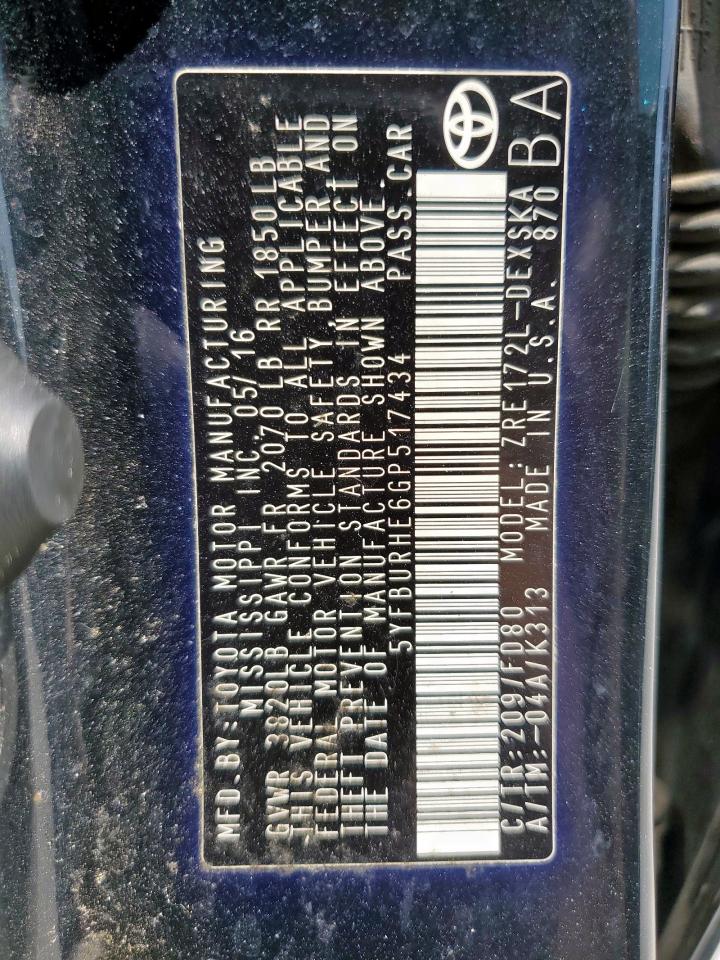 MFD. BY: TOYOTA MOTOR MANUFACTURING
MISSISSIPPI INC. 05/16
GVWR 3820LB GAWR FR 2070 LB RR 1850LB
THIS VEHICLE CONFORMS TO ALL APPLICABLE
FEDERAL MOTOR VEHICLE SAFETY, BUMPER AND
THEFT PREVENTION STANDARDS IN EFFECT ON
THE DATE OF MANUFACTURE SHOWN ABOVE.
5YFBURHE6GP517434 PASS.CAR
C/TR:209/FD80 MODEL: ZRE172L-DEXSKA
A/TM:-04A/K313 MADE IN U.S.A. 870
BA